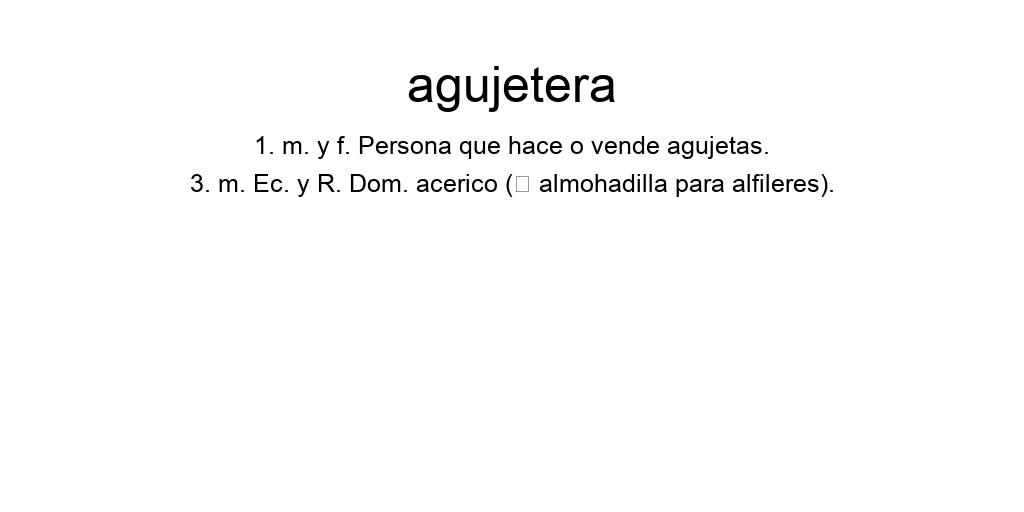 agujetera
1. m. y f. Persona que hace o vende agujetas.
3. m. Ec. y R. Dom. acerico (□ almohadilla para alfileres).